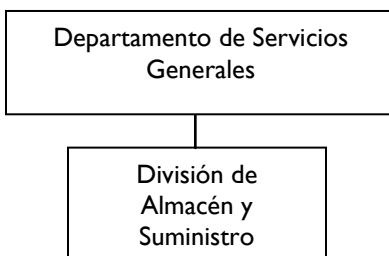 Departamento de Servicios
Generales
División de
Almacén y
Suministro